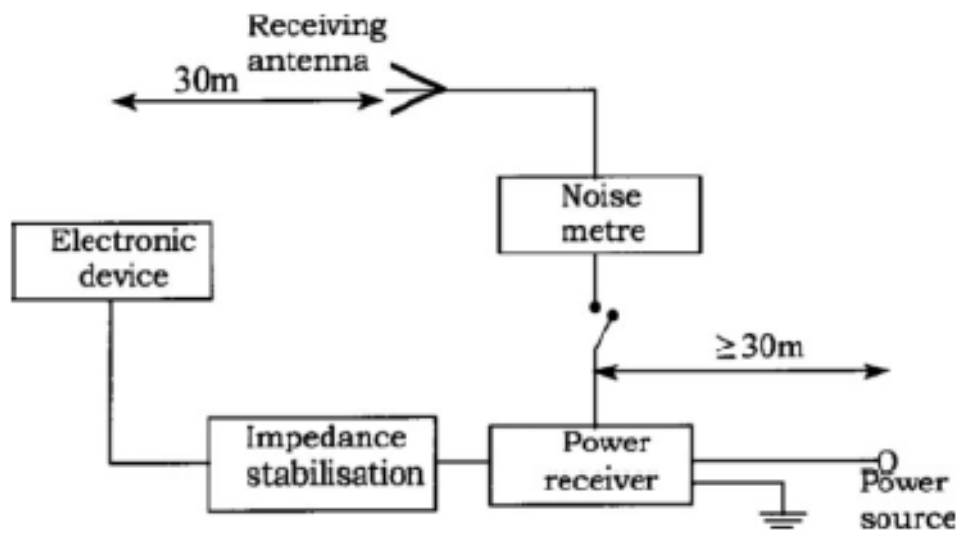 Receiving
antenna
30m
Noise
metre
Electronic
device
≥30m
Impedance
stabilisation
Power
receiver
Power
source